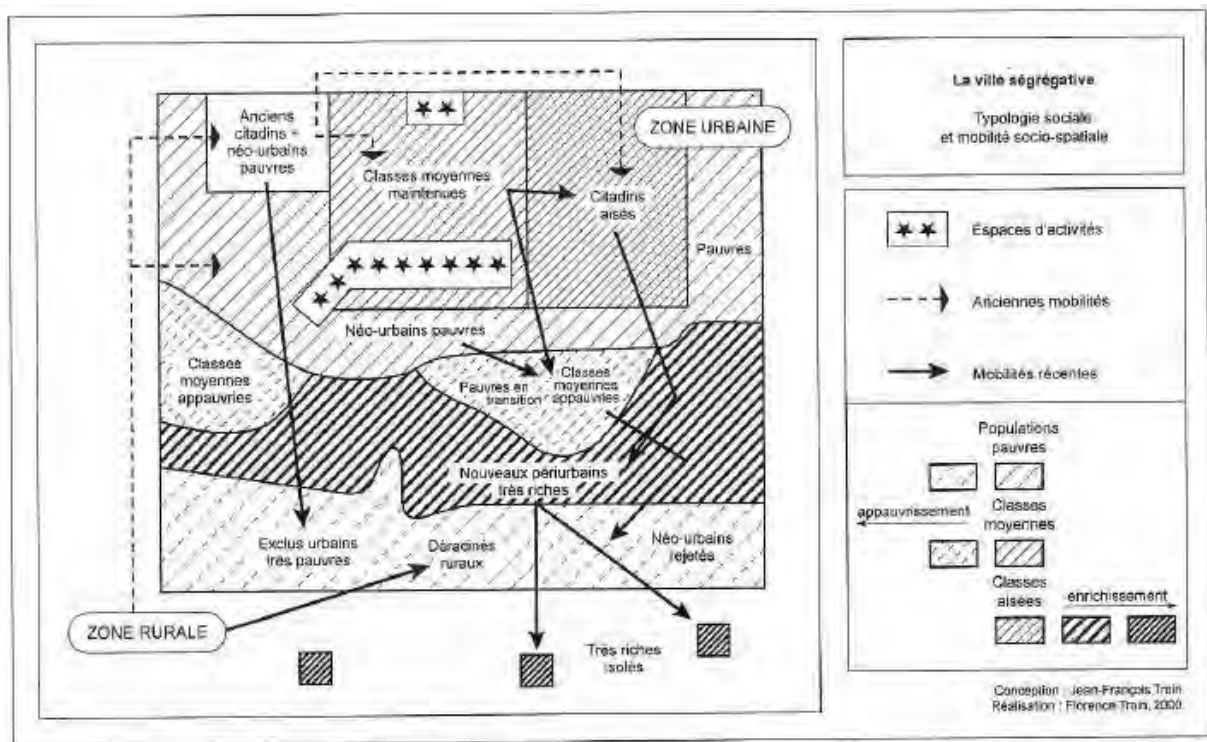 La ville ségrégative
Typologie sociale
et mobilité socio-spatiale
Anciens
citadins +
néo-urbains
pauvres
ZONE URBAINE
Classes moyennes
maintenues
Citadins
aisés
Pauvres
Néo-urbains pauvres
Classes
moyennes
appauvries
Pauvres en
transition
Classes
moyennes
appauvries
Nouveaux périurbains
très riches
Exclus urbains
très pauvres
Déracinés
ruraux
Néo-urbains
rejetés
ZONE RURALE
Très riches
isolés
Espaces d'activités
Anciennes mobilités
Mobilités récentes
Populations
pauvres
appauvrissement
Classes
moyennes
Classes
aisées
enrichissement
Conception : Jean-François Troin
Réalisation : Florence Troin, 2000